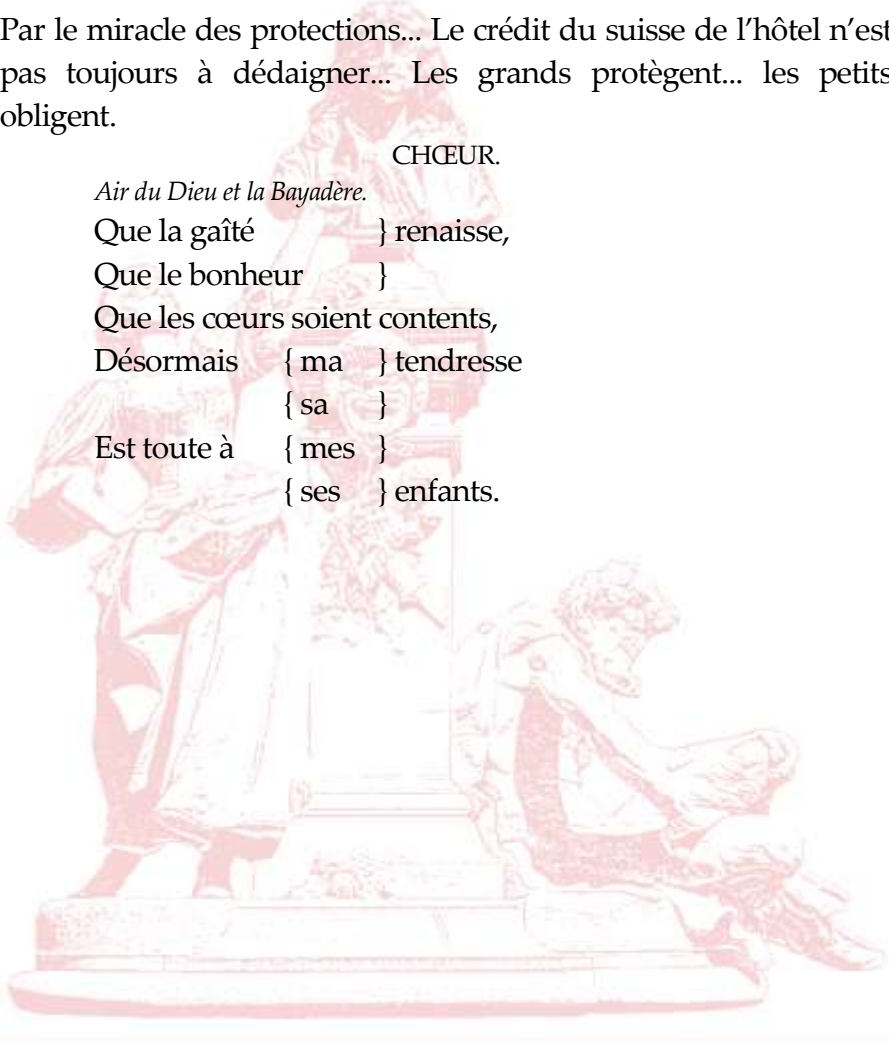 Par le miracle des protections... Le crédit du suisse de l’hôtel n’est
pas toujours à dédaigner... Les grands protègent... les petits
obligent.
CHŒUR.
Air du Dieu et la Bayadère.
Que la gaîté } renaisse,
Que le bonheur }
Que les cœurs soient contents,
Désormais { ma } tendresse
{ sa }
Est toute à { mes }
{ ses } enfants.